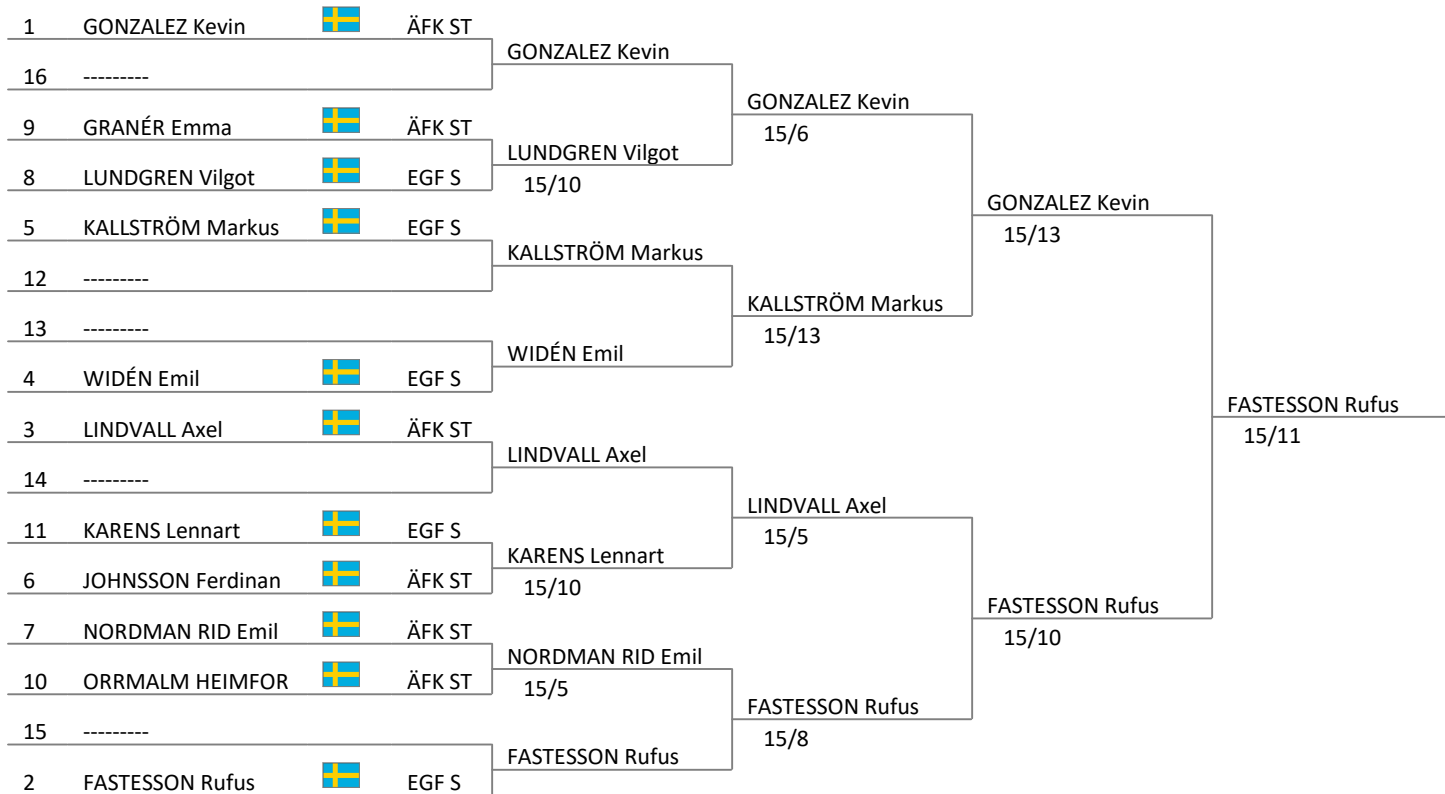 1 GONZALEZ Kevin ÄFK ST
16 ---------
9 GRANÉR Emma ÄFK ST
8 LUNDGREN Vilgot EGF S
5 KALLSTRÖM Markus EGF S
12 ---------
13 ---------
4 WIDÉN Emil EGF S
3 LINDVALL Axel ÄFK ST
14 ---------
11 KARENS Lennart EGF S
6 JOHNSSON Ferdinan ÄFK ST
7 NORDMAN RID Emil ÄFK ST
10 ORRMALM HEIMFOR ÄFK ST
15 ---------
2 FASTESSON Rufus EGF S
GONZALEZ Kevin
LUNDGREN Vilgot
15/10
KALLSTRÖM Markus
WIDÉN Emil
LINDVALL Axel
KARENS Lennart
15/10
NORDMAN RID Emil
15/5
FASTESSON Rufus
GONZALEZ Kevin
15/6
KALLSTRÖM Markus
15/13
LINDVALL Axel
15/5
FASTESSON Rufus
15/8
GONZALEZ Kevin
15/13
FASTESSON Rufus
15/10
FASTESSON Rufus
15/11